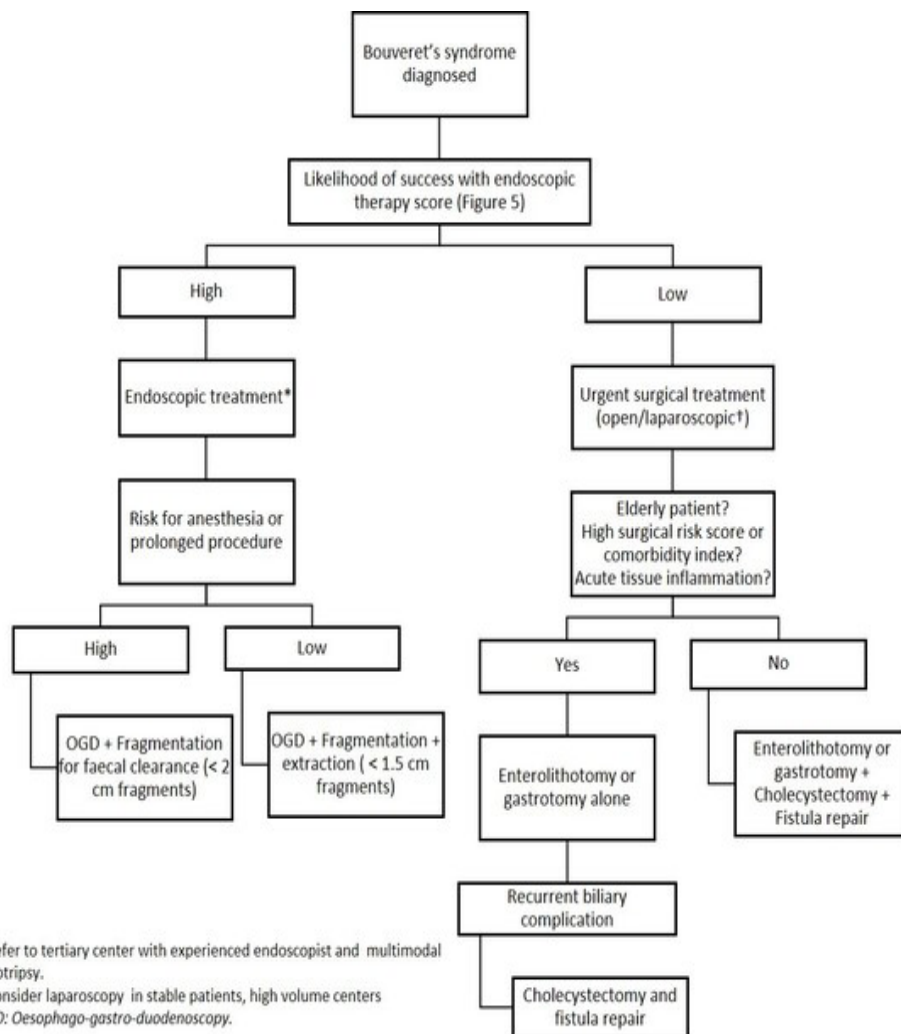 Bouveret's syndrome
diagnosed
Likelihood of success with endoscopic
therapy score (Figure 5)
High
Low
Endoscopic treatment*
Urgent surgical treatment
(open/laparoscopic†)
Risk for anesthesia or
prolonged procedure
Elderly patient?
High surgical risk score or
comorbidity index?
Acute tissue inflammation?
High
Low
Yes
No
OGD + Fragmentation
for faecal clearance (< 2
cm fragments)
OGD + Fragmentation +
extraction ( < 1.5 cm
fragments)
Enterolithotomy or
gastrotomy alone
Enterolithotomy or
gastrotomy +
Cholecystectomy +
Fistula repair
Recurrent biliary
complication
Cholecystectomy and
fistula repair
efer to tertiary center with experienced endoscopist and multimodal
otripsy.
onsider laparoscopy in stable patients, high volume centers
D: Oesophago-gastro-duodenoscopy.